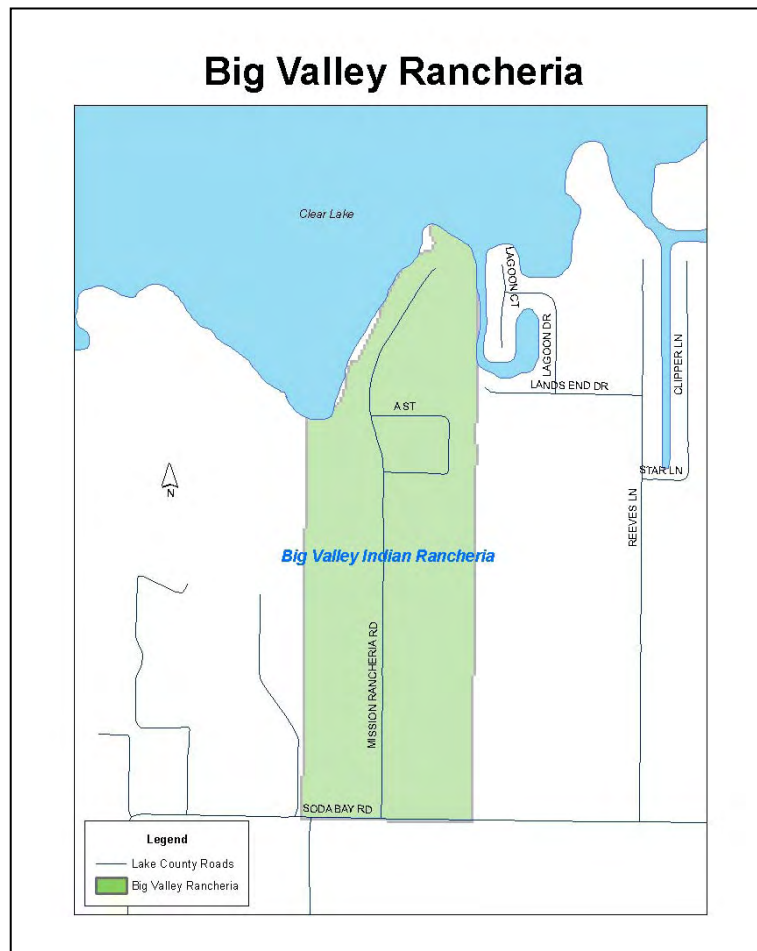 Big Valley Rancheria
Clear Lake
LAGOON CT
LAGOON DR
LANDS END DR
CLIPPER LN
A ST
STAR LN
REEVES LN
N
Big Valley Indian Rancheria
MISSION RANCHERIA RD
SODA BAY RD
Legend
Lake County Roads
Big Valley Rancheria